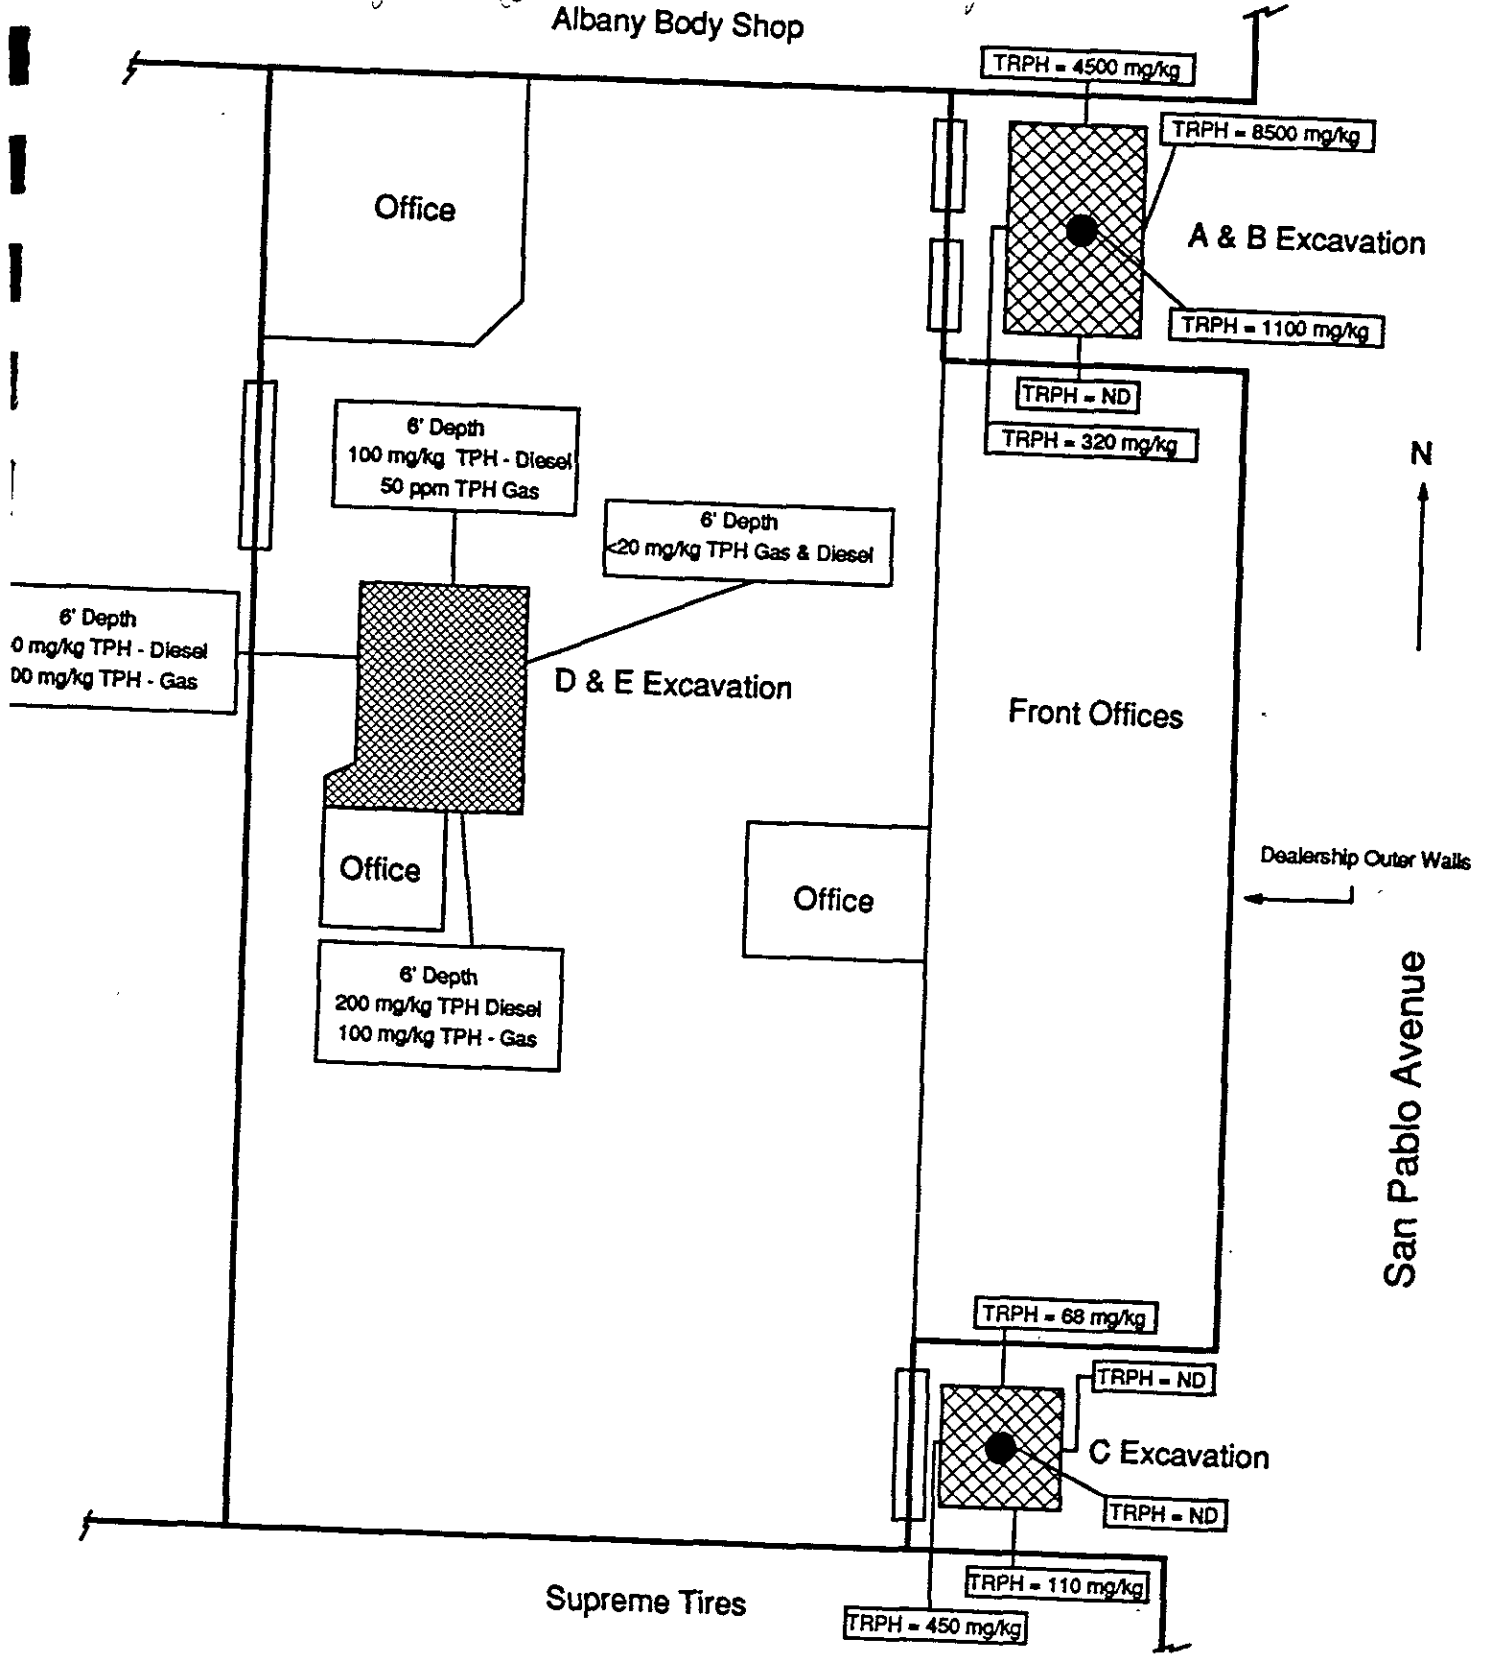 Albany Body Shop
TRPH = 4500 mg/kg
TRPH = 8500 mg/kg
Office
A & B Excavation
TRPH = 1100 mg/kg
TRPH = ND
TRPH = 320 mg/kg
N
6' Depth
100 mg/kg TPH - Diesel
50 ppm TPH Gas
6' Depth
<20 mg/kg TPH Gas & Diesel
6' Depth
0 mg/kg TPH - Diesel
00 mg/kg TPH - Gas
D & E Excavation
Front Offices
Office
Office
Dealership Outer Walls
6' Depth
200 mg/kg TPH Diesel
100 mg/kg TPH - Gas
San Pablo Avenue
TRPH = 68 mg/kg
TRPH = ND
C Excavation
TRPH = ND
TRPH = 110 mg/kg
Supreme Tires
TRPH = 450 mg/kg